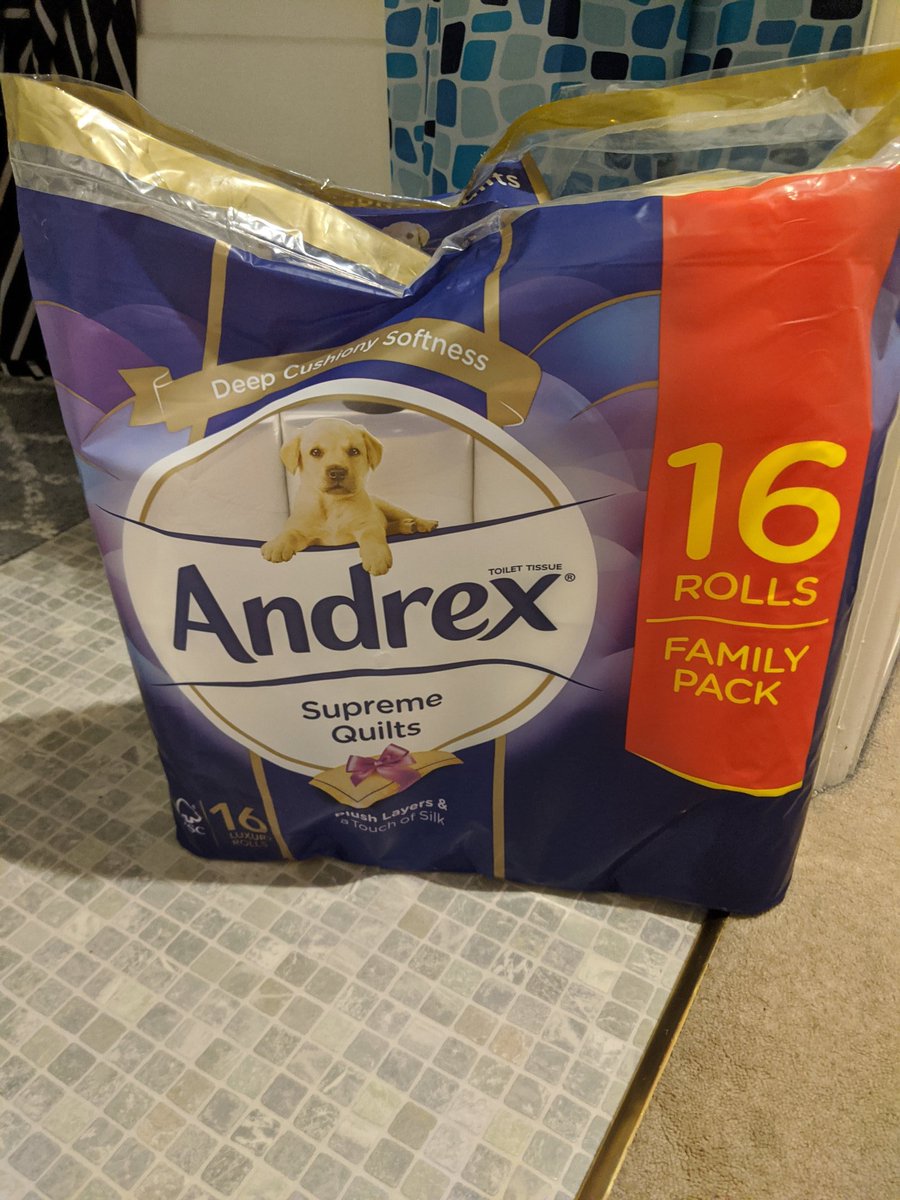 Deep Cushiony Softness
TOILET TISSUE
Andrex®
Supreme
Quilts
Plush Layers &
a Touch of Silk
16
LUXURY
ROLLS
16
ROLLS
FAMILY
PACK